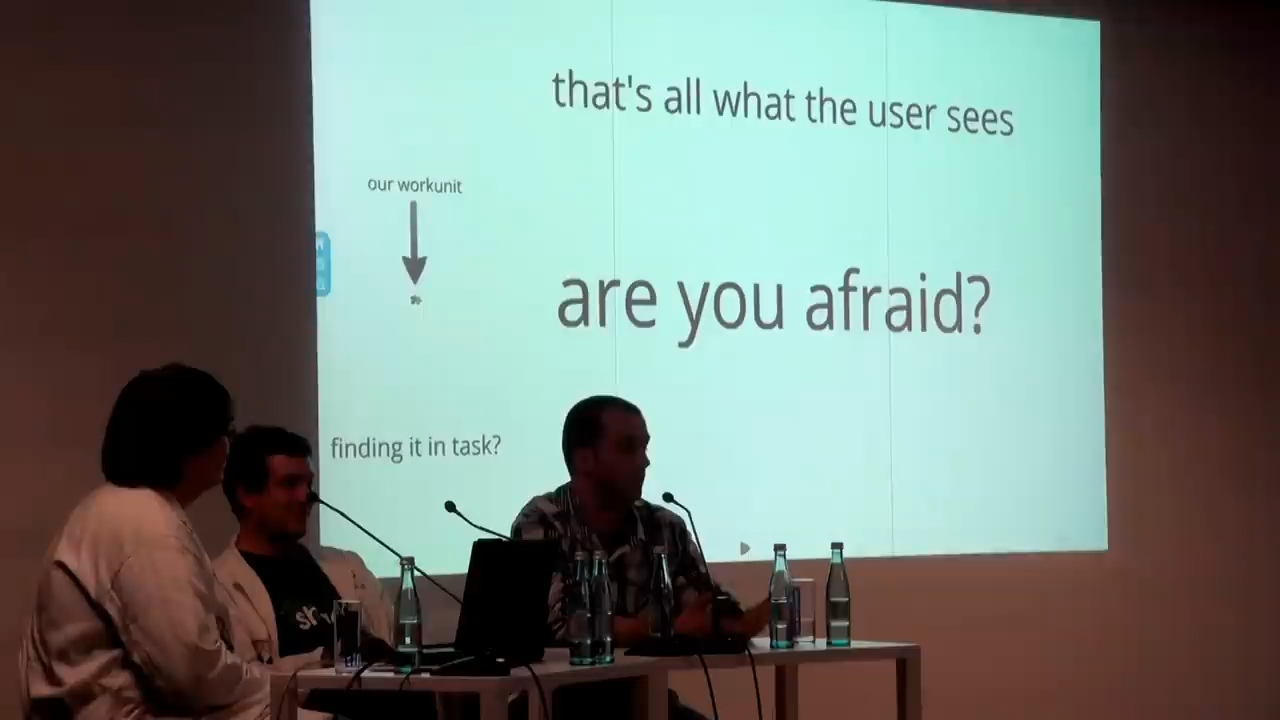 that's all what the user sees
our workunit
are you afraid?
finding it in task?